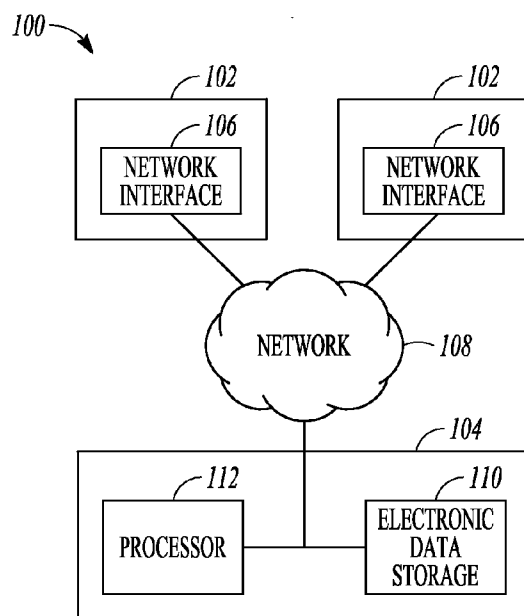 100
102
102
106
106
NETWORK
INTERFACE
NETWORK
INTERFACE
NETWORK
108
104
112
110
PROCESSOR
ELECTRONIC
DATA
STORAGE